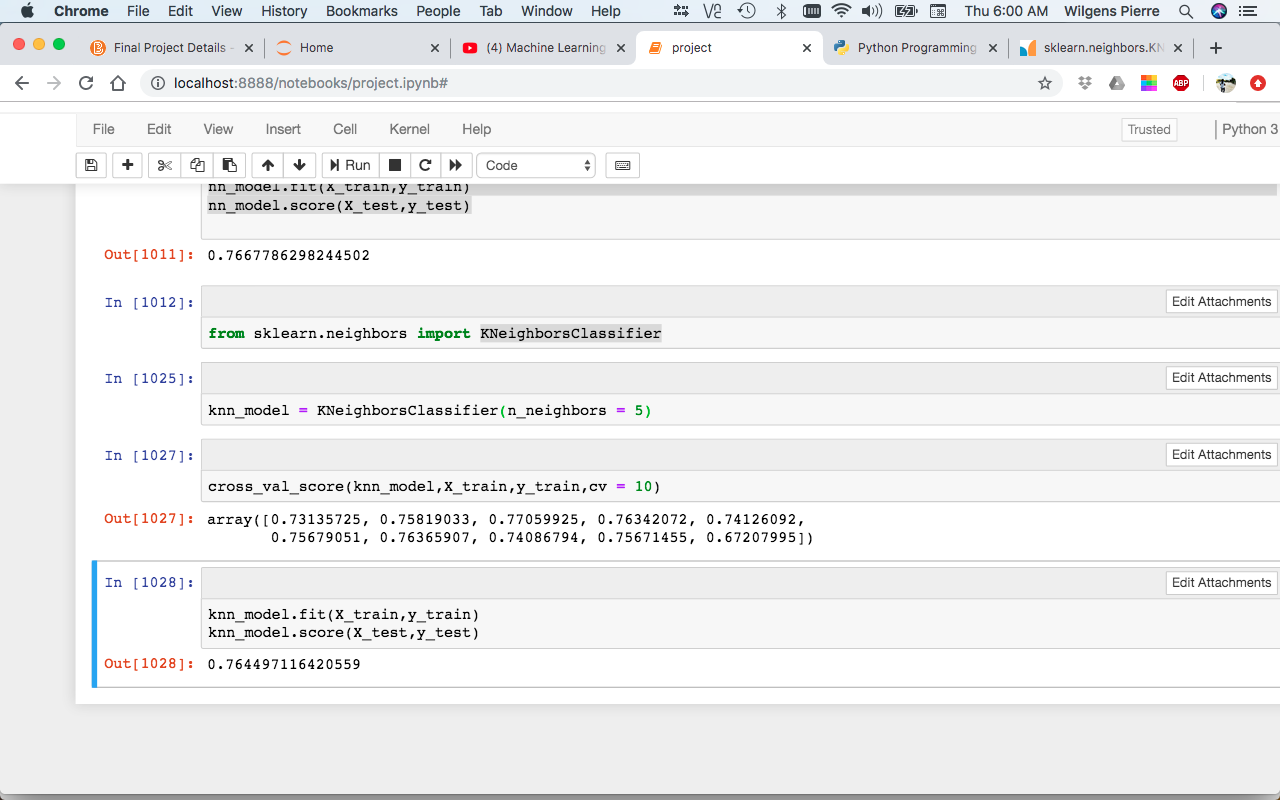 Chrome File Edit View History Bookmarks People Tab Window Help Thu 6:00 AM Wilgens Pierre
Final Project Details - Home (4) Machine Learning project Python Programming sklearn.neighbors.KN
localhost:8888/notebooks/project.ipynb# ABP
File Edit View Insert Cell Kernel Help Trusted Python 3
Run Code
nn_model.fit(X_train,y_train)
nn_model.score(X_test,y_test)
Out[1011]: 0.7667786298244502
In [1012]: Edit Attachments
from sklearn.neighbors import KNeighborsClassifier
In [1025]: Edit Attachments
knn_model = KNeighborsClassifier(n_neighbors = 5)
In [1027]: Edit Attachments
cross_val_score(knn_model,X_train,y_train,cv = 10)
Out[1027]: array([0.73135725, 0.75819033, 0.77059925, 0.76342072, 0.74126092,
0.75679051, 0.76365907, 0.74086794, 0.75671455, 0.67207995])
In [1028]: Edit Attachments
knn_model.fit(X_train,y_train)
knn_model.score(X_test,y_test)
Out[1028]: 0.764497116420559